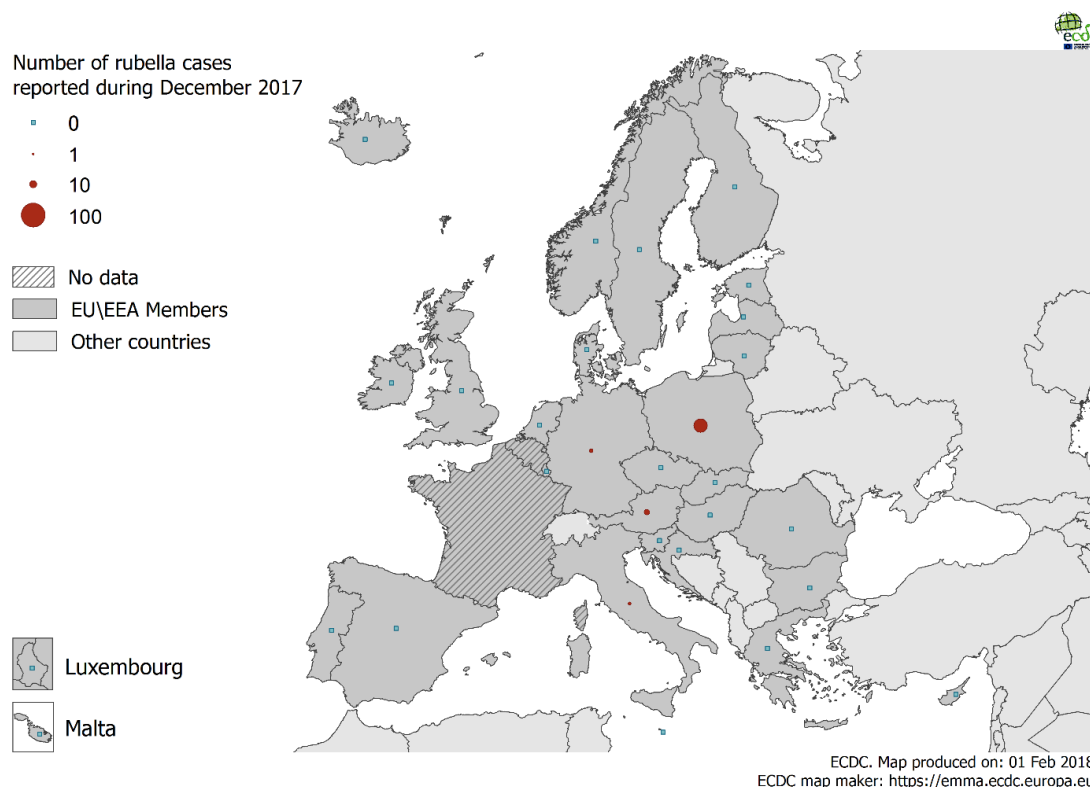 ecd
Number of rubella cases
reported during December 2017
0
1
10
100
No data
EU\EEA Members
Other countries
Luxembourg
Malta
ECDC. Map produced on: 01 Feb 2018
ECDC map maker: https://emma.ecdc.europa.eu